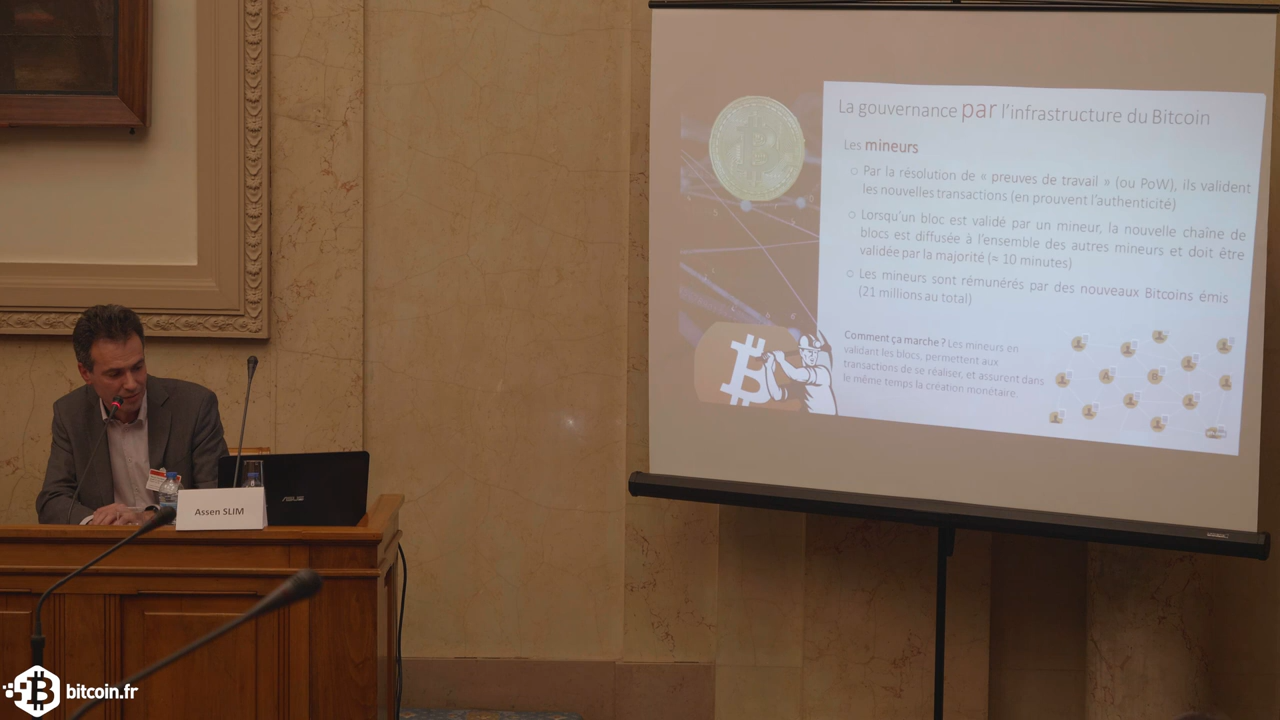 La gouvernance par l'infrastructure du Bitcoin
Les mineurs
○ Par la résolution de « preuves de travail » (ou PoW), ils valident
les nouvelles transactions (en prouvent l'authenticité)
○ Lorsqu'un bloc est validé par un mineur, la nouvelle chaîne de
blocs est diffusée à l'ensemble des autres mineurs et doit être
validée par la majorité (≈ 10 minutes)
○ Les mineurs sont rémunérés par des nouveaux Bitcoins émis
(21 millions au total)
Comment ça marche ? Les mineurs en
validant les blocs, permettent aux
transactions de se réaliser, et assurent dans
le même temps la création monétaire.
ASUS
Assen SLIM
bitcoin.fr